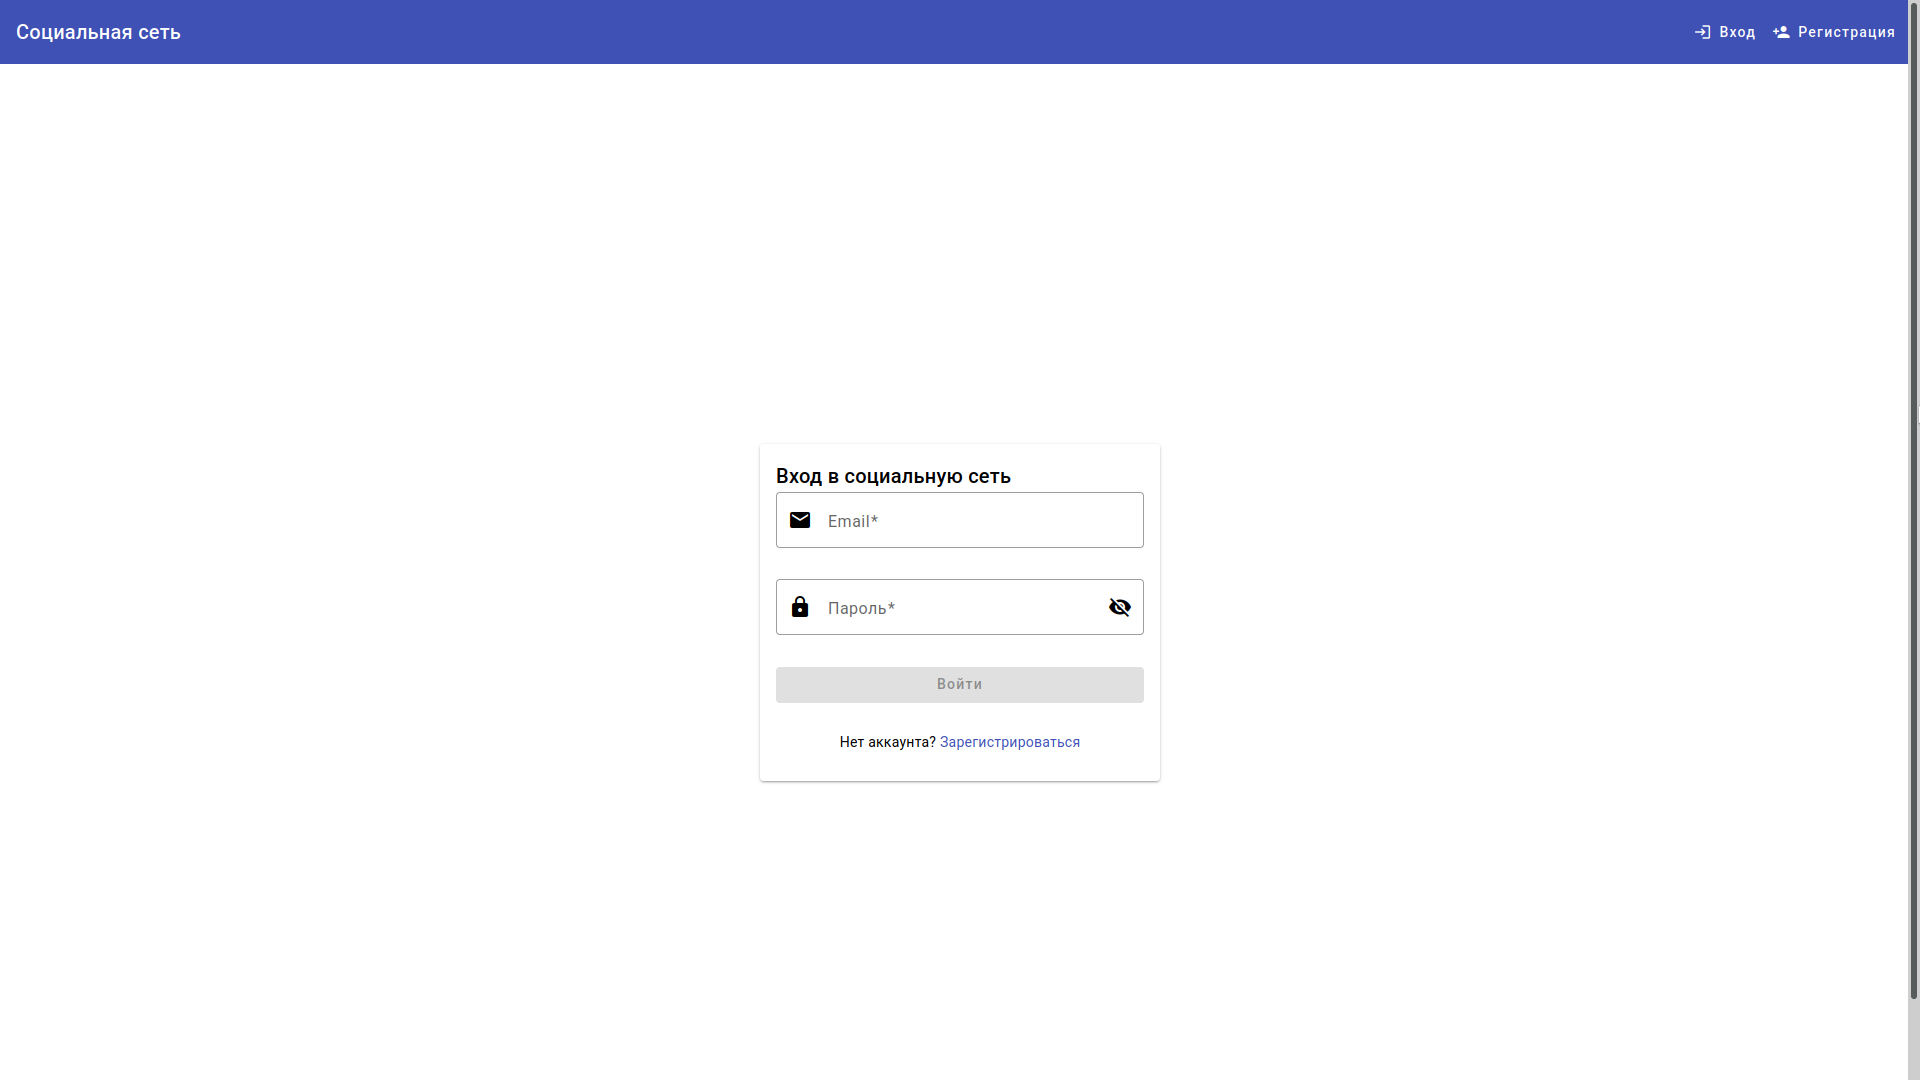 Социальная сеть
Вход
Регистрация
Вход в социальную сеть
Email*
Пароль*
Войти
Нет аккаунта? Зарегистрироваться